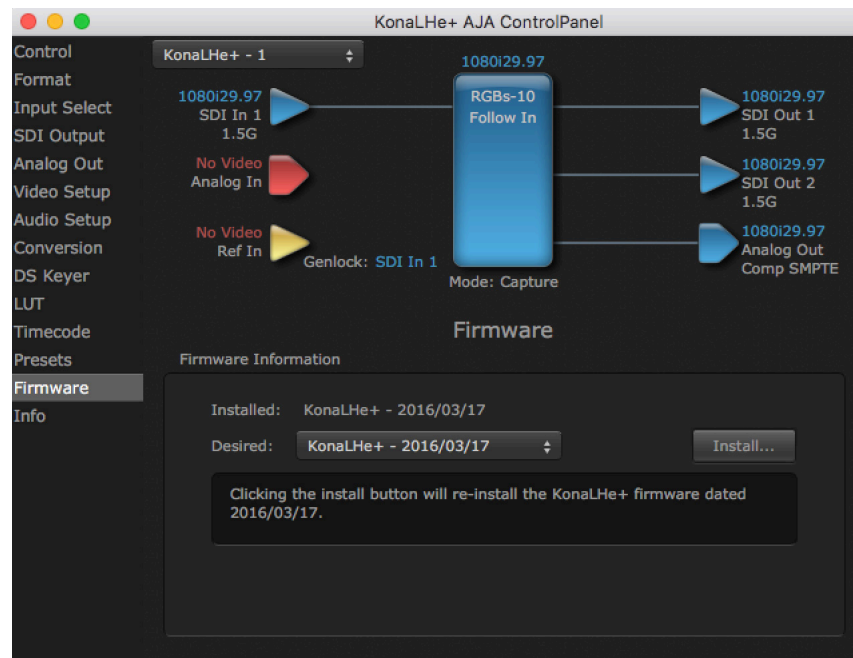 KonaLHe+ AJA ControlPanel
Control
Format
Input Select
SDI Output
Analog Out
Video Setup
Audio Setup
Conversion
DS Keyer
LUT
Timecode
Presets
Firmware
Info
KonaLHe+ - 1
1080i29.97
1080i29.97
SDI In 1
1.5G
No Video
Analog In
No Video
Ref In
Genlock: SDI In 1
RGBs-10
Follow In
Mode: Capture
1080i29.97
SDI Out 1
1.5G
1080i29.97
SDI Out 2
1.5G
1080i29.97
Analog Out
Comp SMPTE
Firmware
Firmware Information
Installed: KonaLHe+ - 2016/03/17
Desired: KonaLHe+ - 2016/03/17
Install...
Clicking the install button will re-install the KonaLHe+ firmware dated
2016/03/17.